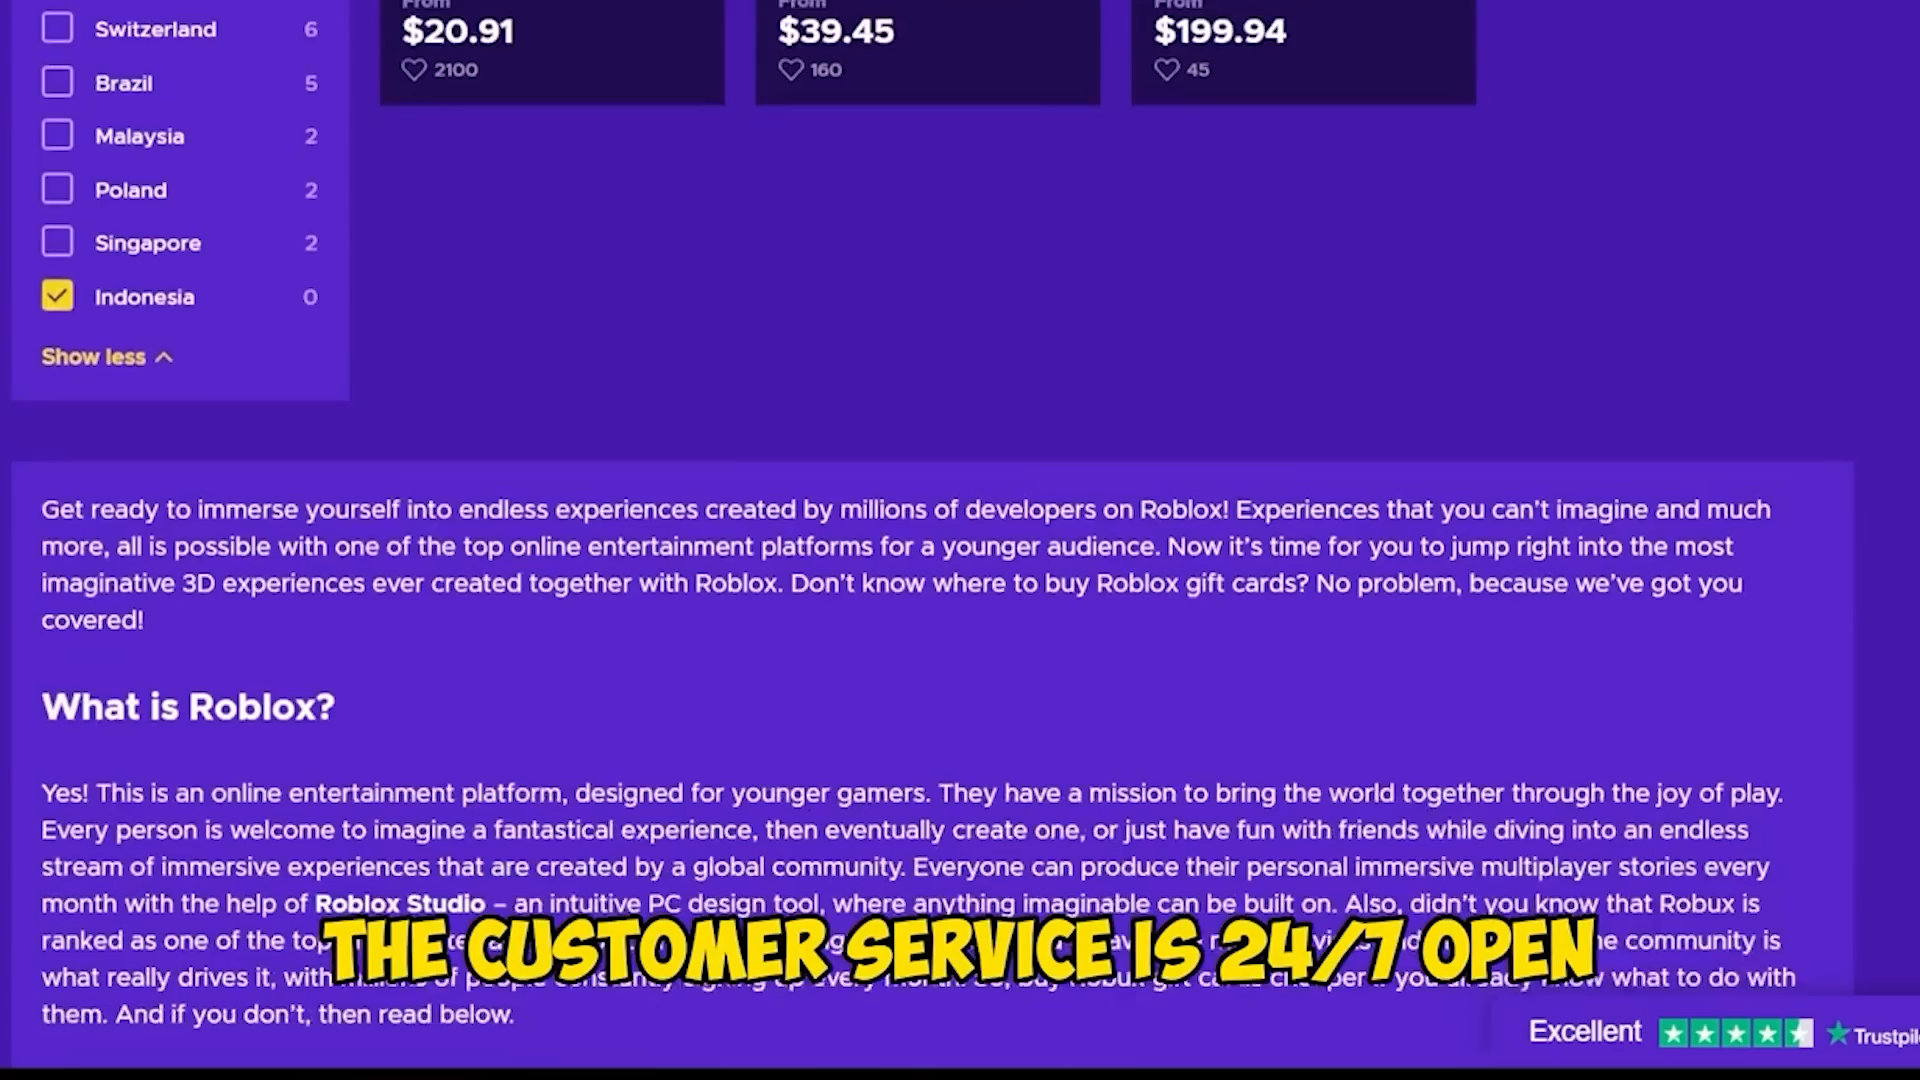 From From From
Switzerland 6 $20.91 $39.45 $199.94
2100 160 45
Brazil 5
Malaysia 2
Poland 2
Singapore 2
Indonesia 0
Show less
Get ready to immerse yourself into endless experiences created by millions of developers on Roblox! Experiences that you can't imagine and much
more, all is possible with one of the top online entertainment platforms for a younger audience. Now it's time for you to jump right into the most
imaginative 3D experiences ever created together with Roblox. Don't know where to buy Roblox gift cards? No problem, because we've got you
covered!
What is Roblox?
Yes! This is an online entertainment platform, designed for younger gamers. They have a mission to bring the world together through the joy of play.
Every person is welcome to imagine a fantastical experience, then eventually create one, or just have fun with friends while diving into an endless
stream of immersive experiences that are created by a global community. Everyone can produce their personal immersive multiplayer stories every
month with the help of Roblox Studio – an intuitive PC design tool, where anything imaginable can be built on. Also, didn't you know that Robux is
ranked as one of the top community is
THE CUSTOMER SERVICE IS 24/7 OPEN
what really drives it, with what to do with
them. And if you don't, then read below.
Excellent Trustpil